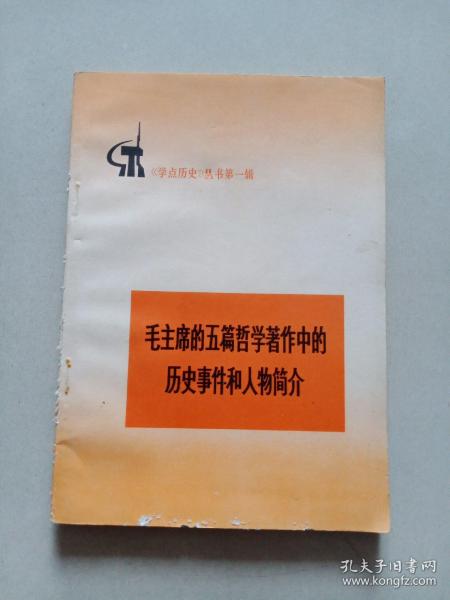 《学点历史》丛书第一辑
毛主席的五篇哲学著作中的
历史事件和人物简介
孔夫子旧书网
www.kongfz.com